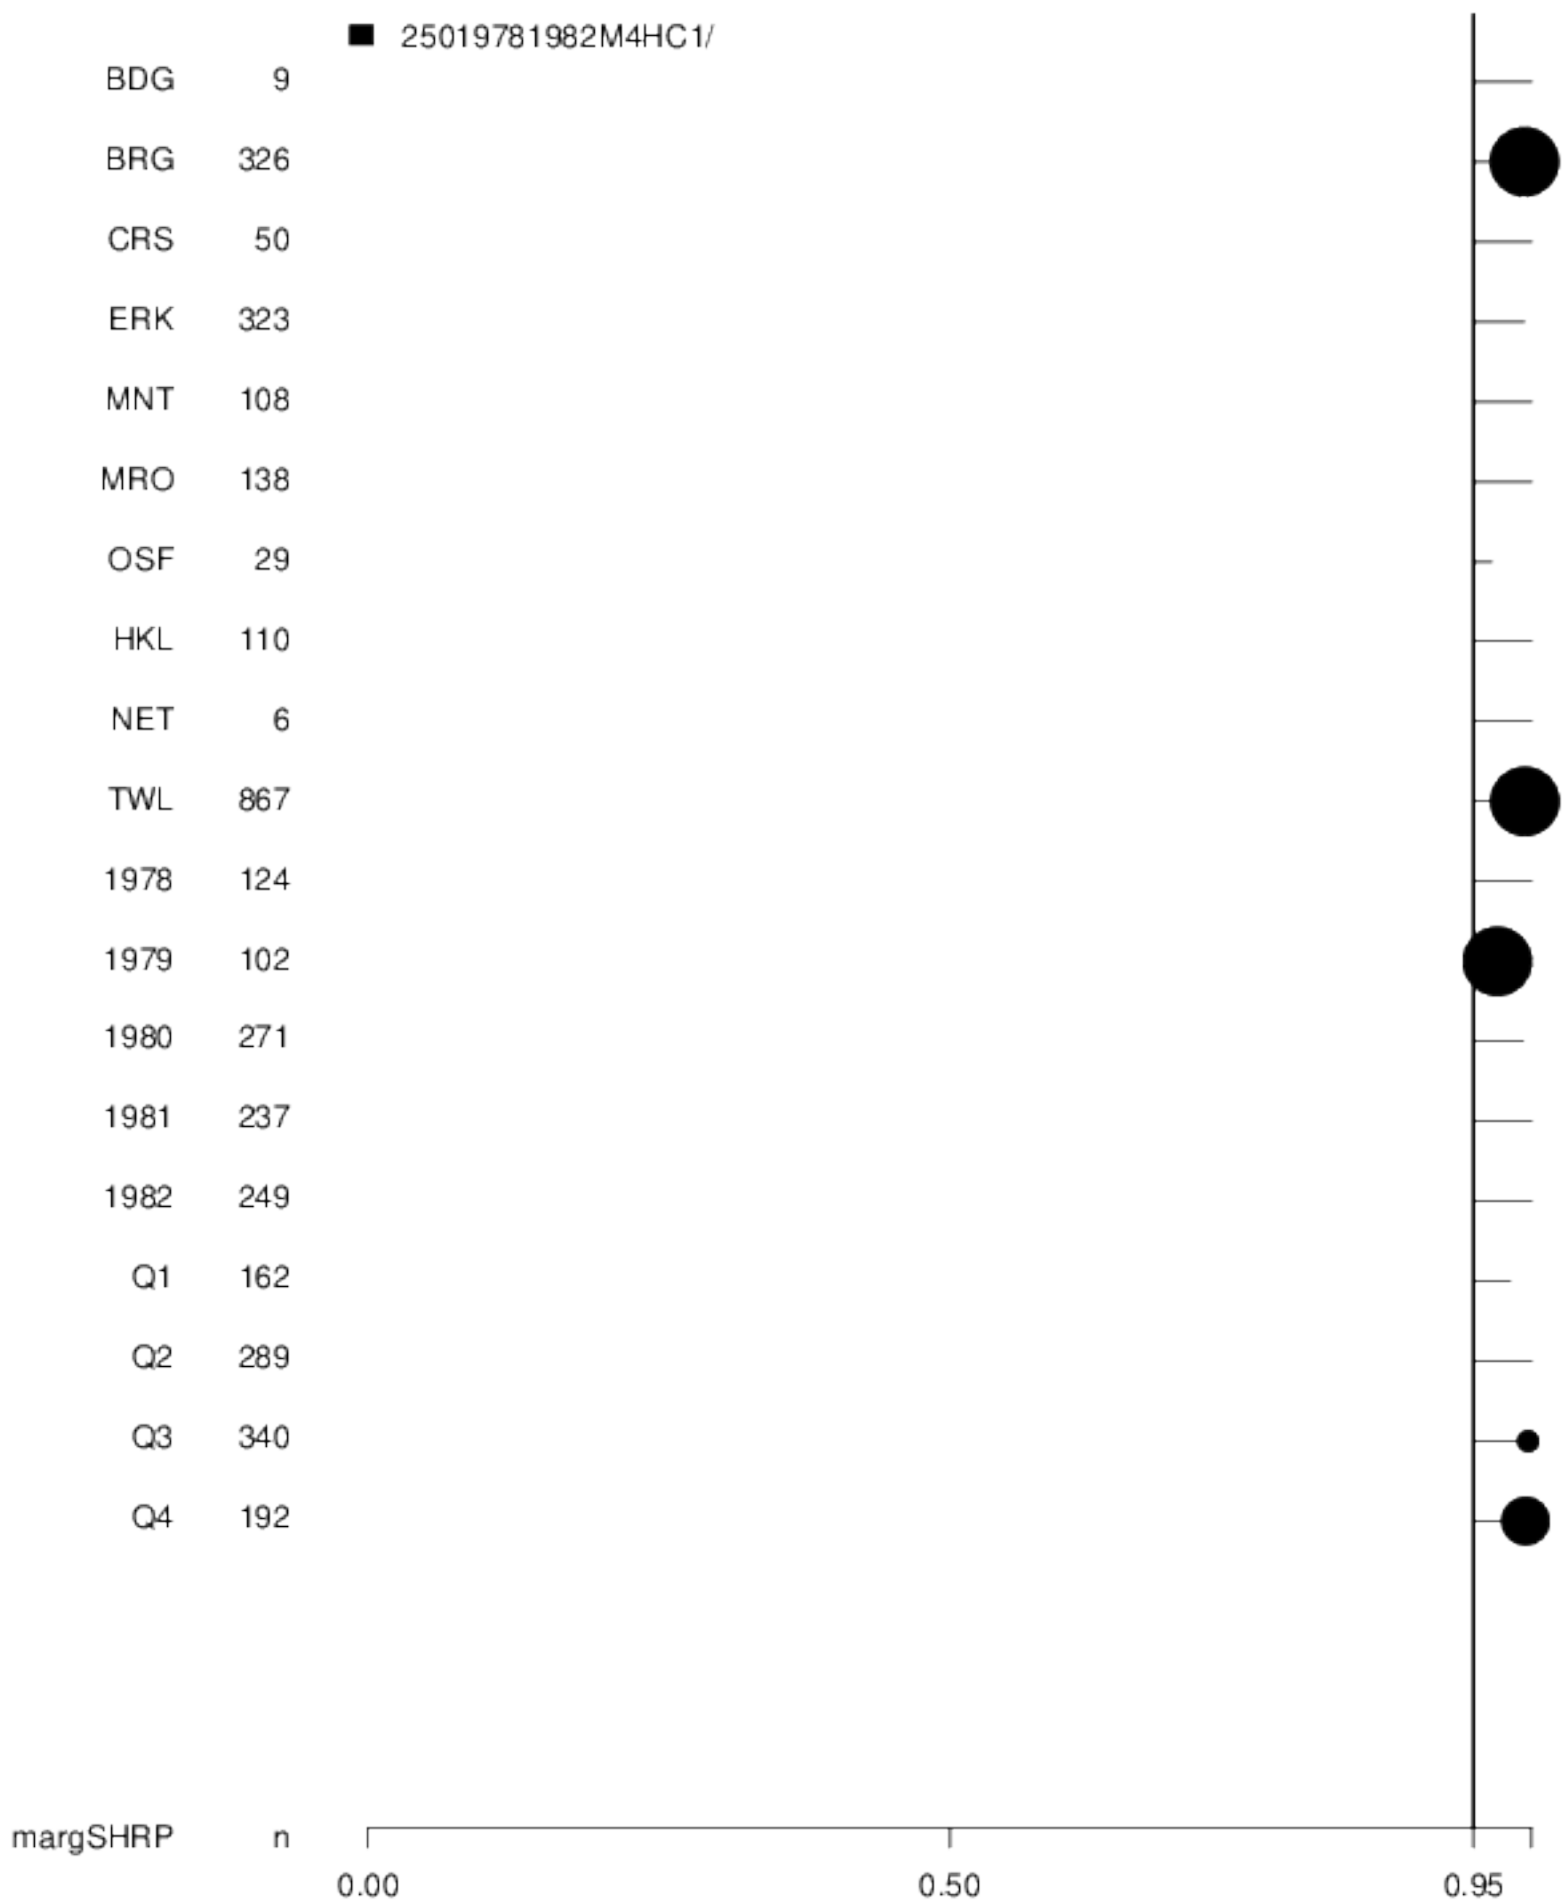 25019781982M4HC1/
BDG 9
BRG 326
CRS 50
ERK 323
MNT 108
MRO 138
OSF 29
HKL 110
NET 6
TWL 867
1978 124
1979 102
1980 271
1981 237
1982 249
Q1 162
Q2 289
Q3 340
Q4 192
margSHRP n
0.00 0.50 0.95